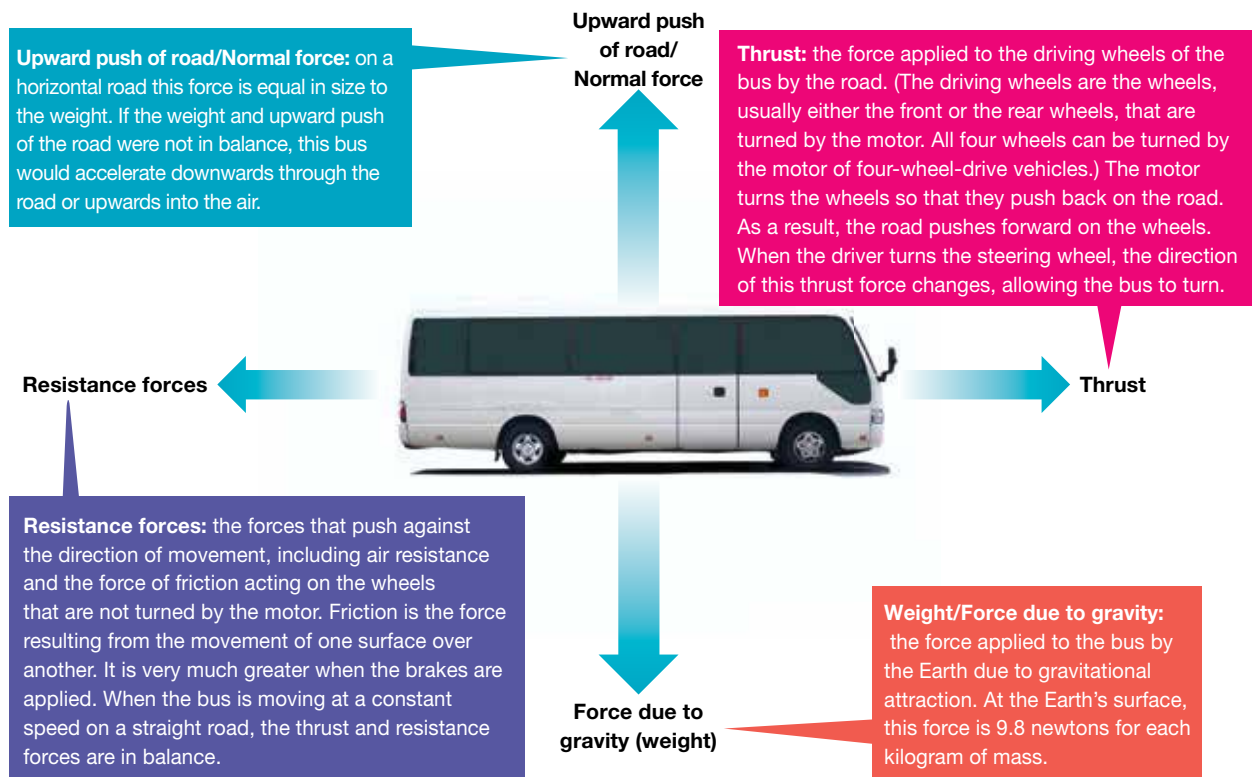 Upward push
of road/
Normal force
Upward push of road/Normal force: on a
horizontal road this force is equal in size to
the weight. If the weight and upward push
of the road were not in balance, this bus
would accelerate downwards through the
road or upwards into the air.
Thrust: the force applied to the driving wheels of the
bus by the road. (The driving wheels are the wheels,
usually either the front or the rear wheels, that are
turned by the motor. All four wheels can be turned by
the motor of four-wheel-drive vehicles.) The motor
turns the wheels so that they push back on the road.
As a result, the road pushes forward on the wheels.
When the driver turns the steering wheel, the direction
of this thrust force changes, allowing the bus to turn.
Resistance forces
Thrust
Resistance forces: the forces that push against
the direction of movement, including air resistance
and the force of friction acting on the wheels
that are not turned by the motor. Friction is the force
resulting from the movement of one surface over
another. It is very much greater when the brakes are
applied. When the bus is moving at a constant
speed on a straight road, the thrust and resistance
forces are in balance.
Force due to
gravity (weight)
Weight/Force due to gravity:
the force applied to the bus by
the Earth due to gravitational
attraction. At the Earth's surface,
this force is 9.8 newtons for each
kilogram of mass.